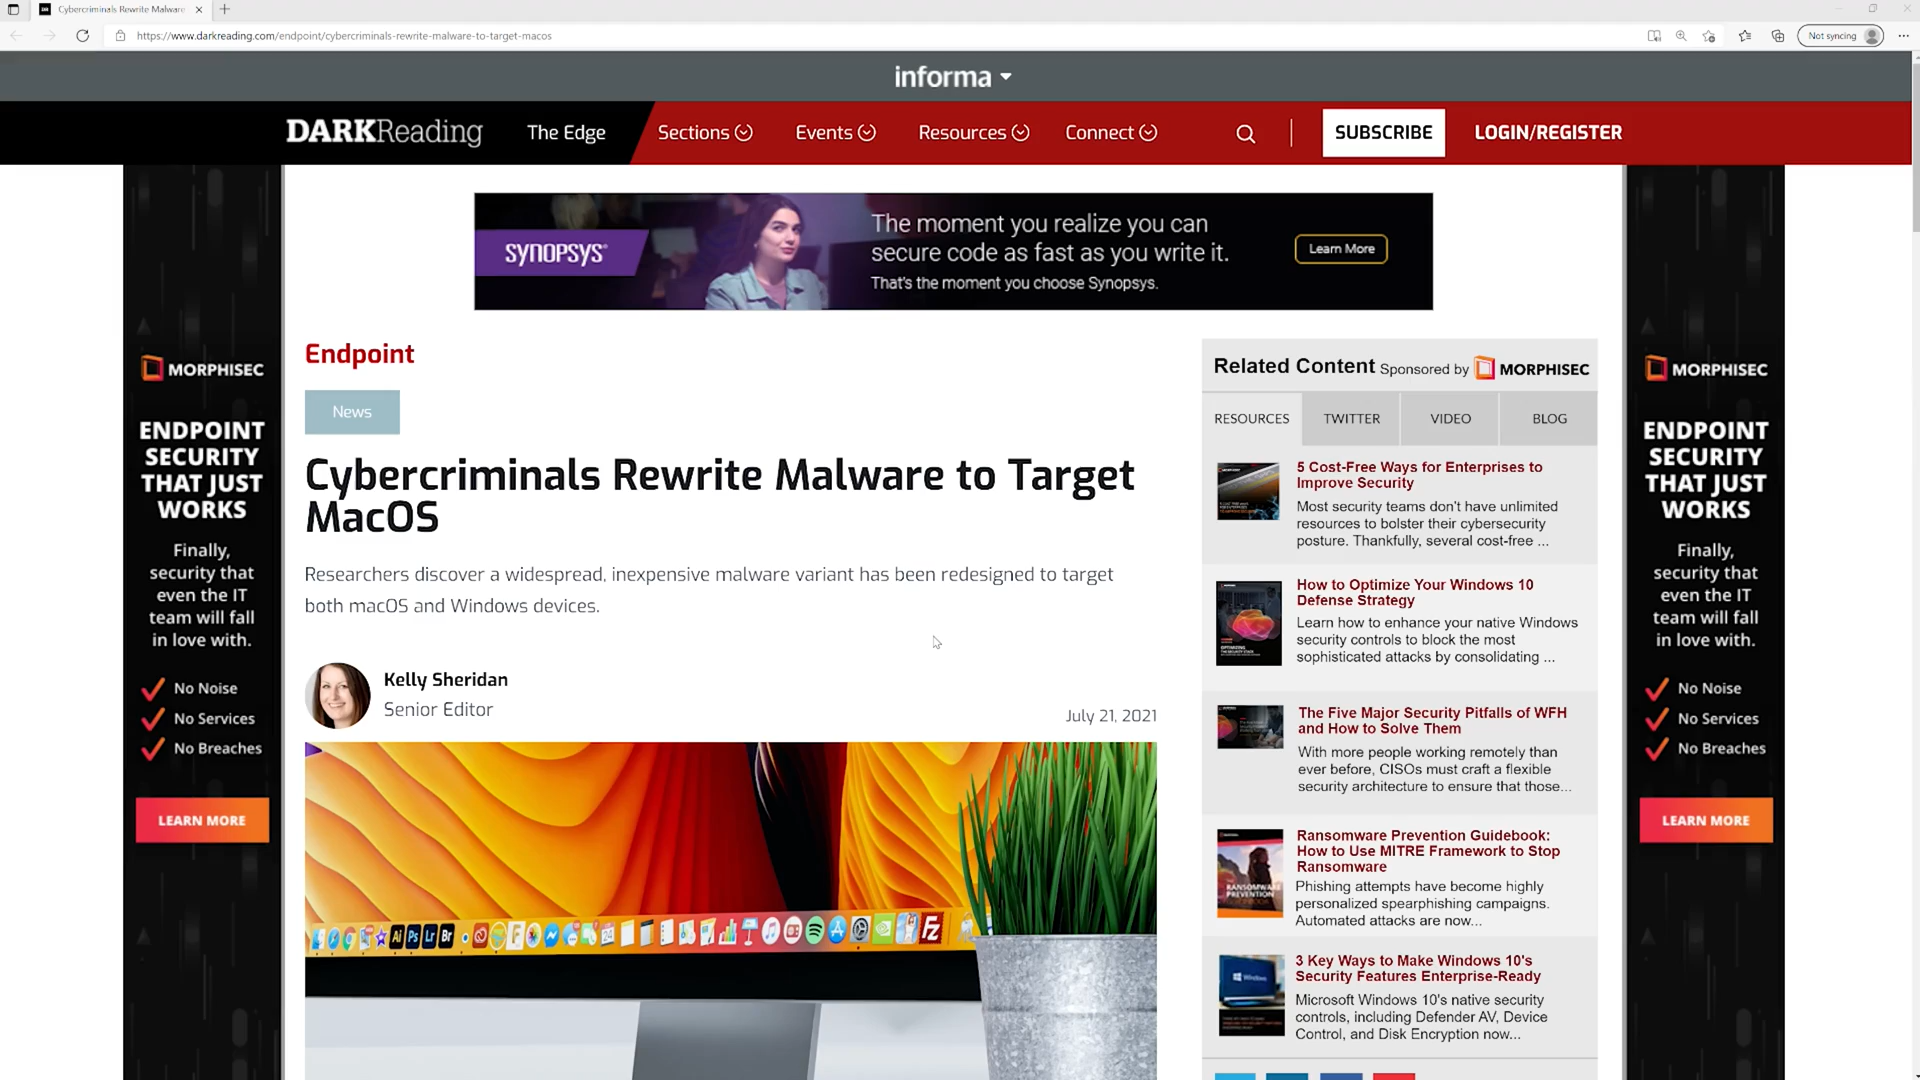 Cybercriminals Rewrite Malware
https://www.darkreading.com/endpoint/cybercriminals-rewrite-malware-to-target-macos
Not syncing
informa
DARKReading
The Edge
Sections
Events
Resources
Connect
SUBSCRIBE
LOGIN/REGISTER
SYNOPSYS®
The moment you realize you can
secure code as fast as you write it.
That's the moment you choose Synopsys.
Learn More
MORPHISEC
ENDPOINT
SECURITY
THAT JUST
WORKS
Finally,
security that
even the IT
team will fall
in love with.
No Noise
No Services
No Breaches
LEARN MORE
Endpoint
News
Cybercriminals Rewrite Malware to Target
MacOS
Researchers discover a widespread, inexpensive malware variant has been redesigned to target
both macOS and Windows devices.
Kelly Sheridan
Senior Editor
July 21, 2021
Ai Ps Lr Br
24
Fz
Related Content Sponsored by MORPHISEC
RESOURCES
TWITTER
VIDEO
BLOG
5 Cost-Free Ways for Enterprises to
Improve Security
Most security teams don't have unlimited
resources to bolster their cybersecurity
posture. Thankfully, several cost-free ...
How to Optimize Your Windows 10
Defense Strategy
Learn how to enhance your native Windows
security controls to block the most
sophisticated attacks by consolidating ...
The Five Major Security Pitfalls of WFH
and How to Solve Them
With more people working remotely than
ever before, CISOs must craft a flexible
security architecture to ensure that those...
RANSOMWARE
PREVENTION
Ransomware Prevention Guidebook:
How to Use MITRE Framework to Stop
Ransomware
Phishing attempts have become highly
personalized spearphishing campaigns.
Automated attacks are now...
Windows
3 Key Ways to Make Windows 10's
Security Features Enterprise-Ready
Microsoft Windows 10's native security
controls, including Defender AV, Device
Control, and Disk Encryption now...
MORPHISEC
ENDPOINT
SECURITY
THAT JUST
WORKS
Finally,
security that
even the IT
team will fall
in love with.
No Noise
No Services
No Breaches
LEARN MORE